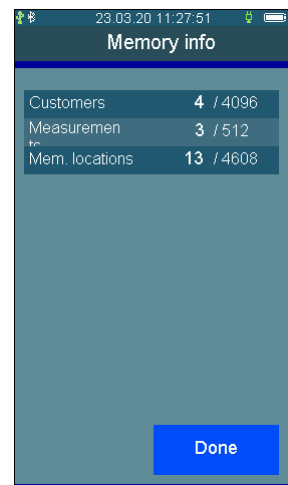 23.03.20 11:27:51
Memory info
Customers 4 / 4096
Measuremen 3 / 512
Mem. locations 13 / 4608
Done